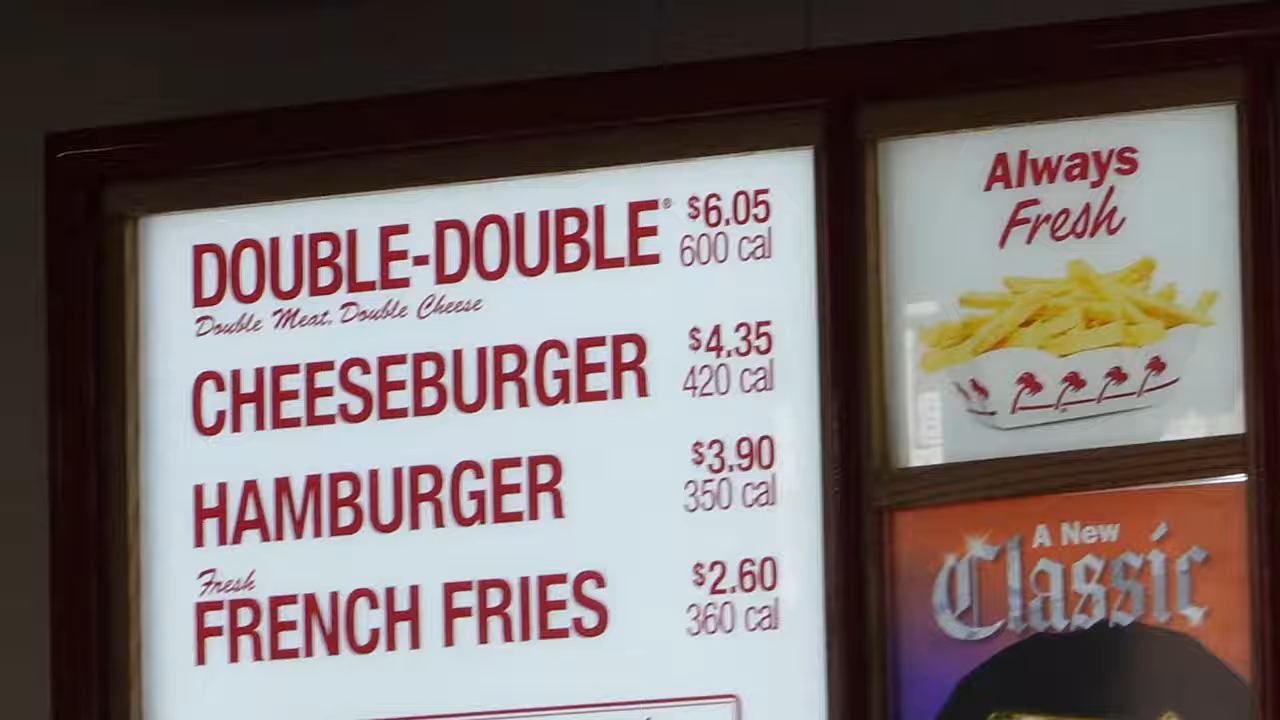 DOUBLE-DOUBLE® $6.05
600 cal
Double Meat, Double Cheese
CHEESEBURGER $4.35
420 cal
HAMBURGER $3.90
350 cal
Fresh
FRENCH FRIES $2.60
360 cal
Always
Fresh
A New
Classic